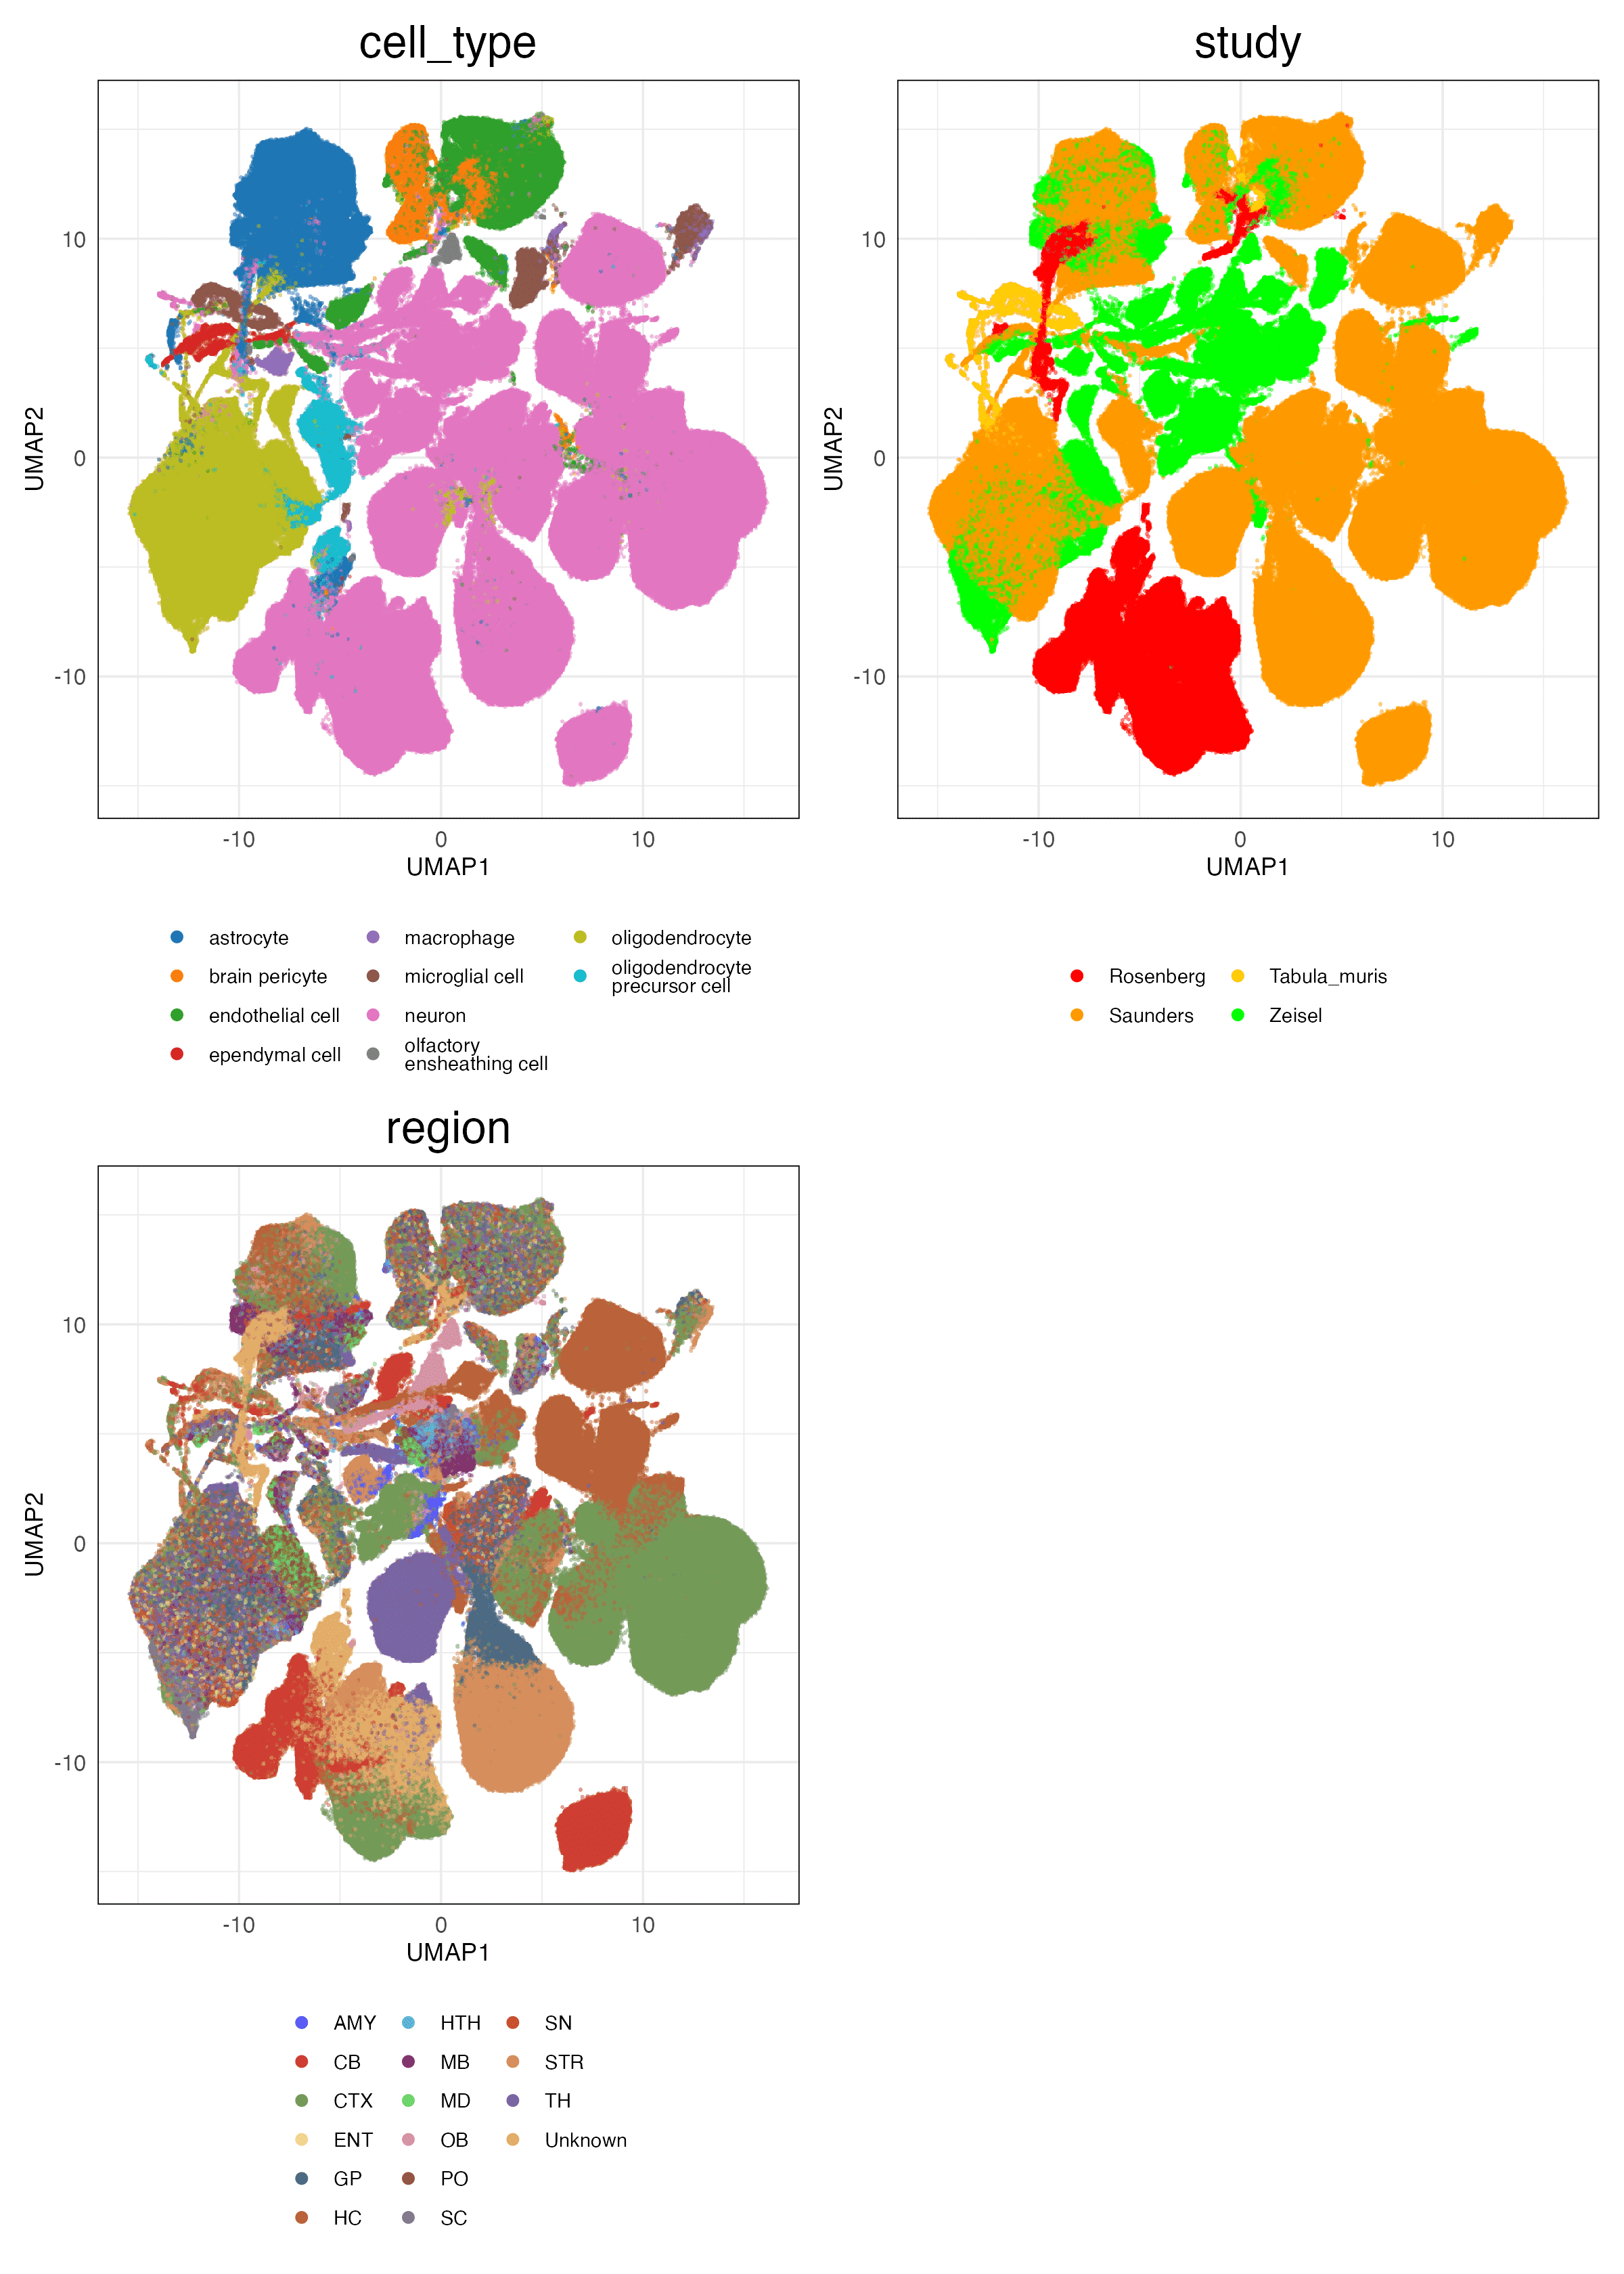 cell_type
study
UMAP2
10
0
-10
-10
0
10
UMAP1
UMAP2
10
0
-10
-10
0
10
UMAP1
astrocyte
brain pericyte
endothelial cell
ependymal cell
macrophage
microglial cell
neuron
olfactory
ensheathing cell
oligodendrocyte
oligodendrocyte
precursor cell
Rosenberg
Saunders
Tabula_muris
Zeisel
region
UMAP2
10
0
-10
-10
0
10
UMAP1
AMY
CB
CTX
ENT
GP
HC
HTH
MB
MD
OB
PO
SC
SN
STR
TH
Unknown